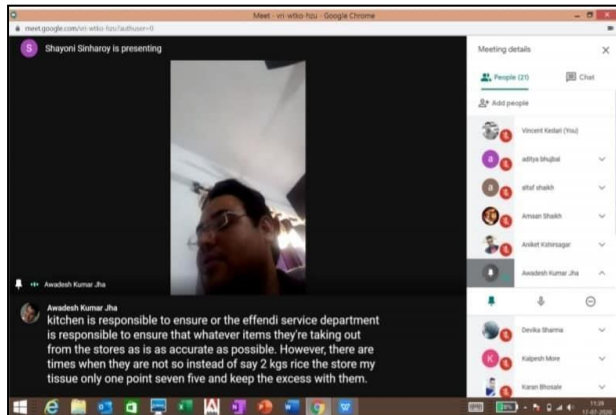 Meet - vri-wtko-hzu - Google Chrome
meet.google.com/vri-wtko-hzu?authuser=0
S Shayoni Sinharoy is presenting
Awadesh Kumar Jha
Awadesh Kumar Jha
kitchen is responsible to ensure or the effendi service department
is responsible to ensure that whatever items they're taking out
from the stores as is as accurate as possible. However, there are
times when they are not so instead of say 2 kgs rice the store my
tissue only one point seven five and keep the excess with them.
Meeting details
People (21)
Chat
Add people
Vincent Kedari (You)
a aditya bhujbal
a altaf shaikh
Amaan Shaikh
Aniket Kshirsagar
Awadesh Kumar Jha
Devika Sharma
K Kalpesh More
Karan Bhosale
28%
11:29